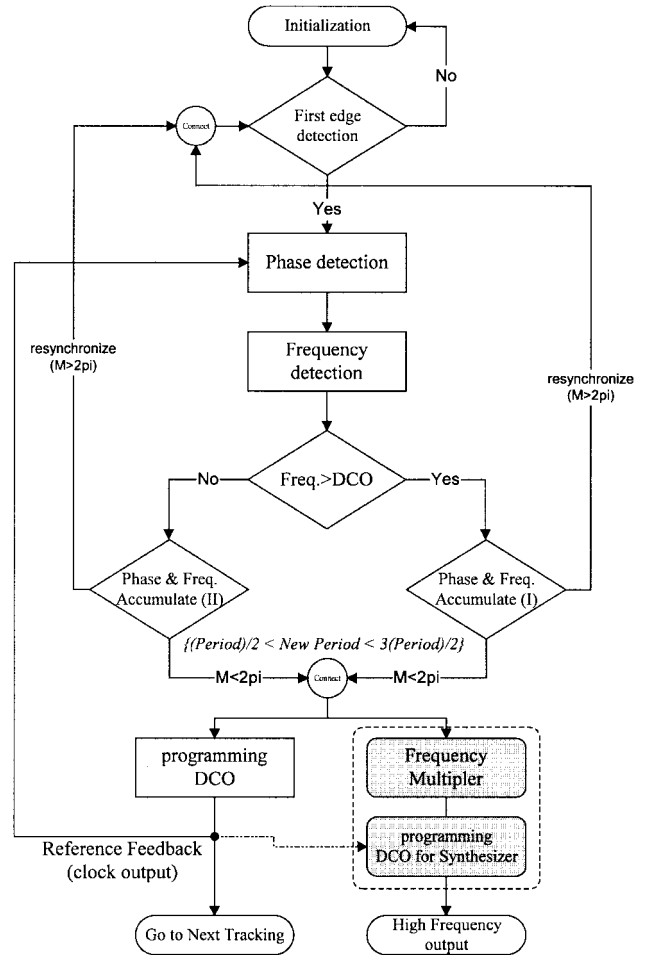 Initialization
No
First edge
detection
Connect
Yes
Phase detection
Frequency
detection
resynchronize
(M>2pi)
resynchronize
(M>2pi)
Freq.>DCO
No
Yes
Phase & Freq.
Accumulate (II)
Phase & Freq.
Accumulate (I)
{(Period)/2 < New Period < 3(Period)/2}
M<2pi
Connect
M<2pi
programming
DCO
Frequency
Multipler
programming
DCO for Synthesizer
Reference Feedback
(clock output)
Go to Next Tracking
High Frequency
output